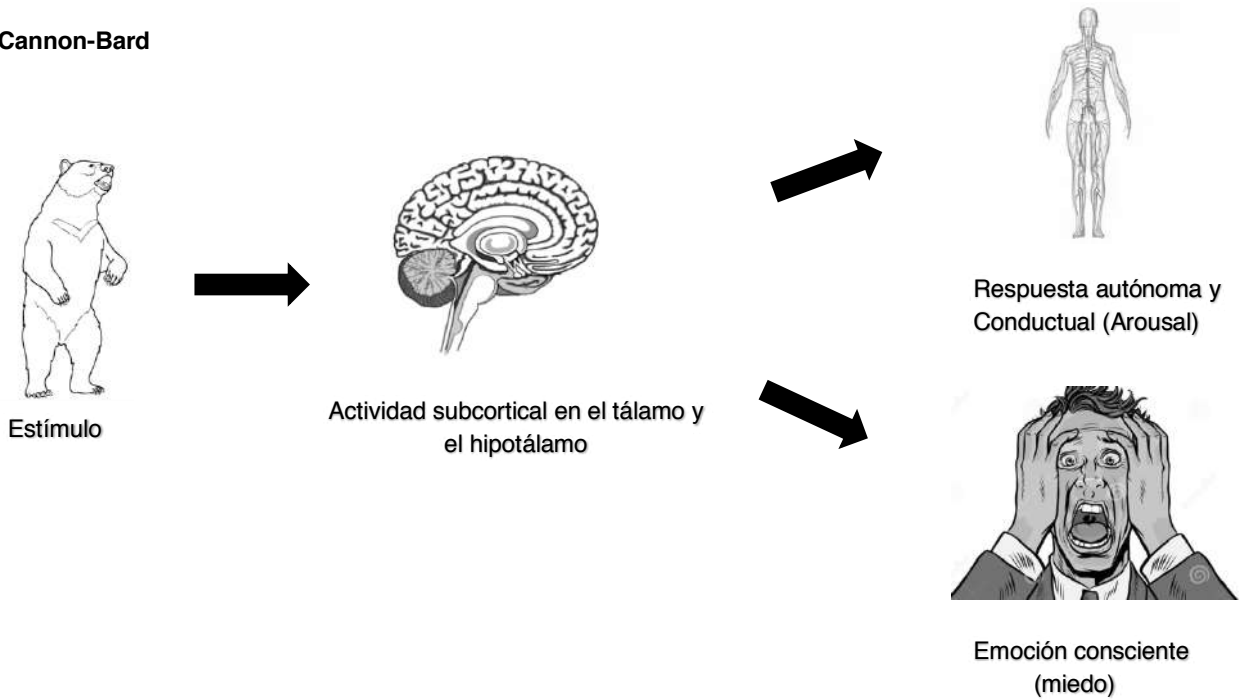 Cannon-Bard
Respuesta autónoma y
Conductual (Arousal)
Estímulo
Actividad subcortical en el tálamo y
el hipotálamo
Emoción consciente
(miedo)